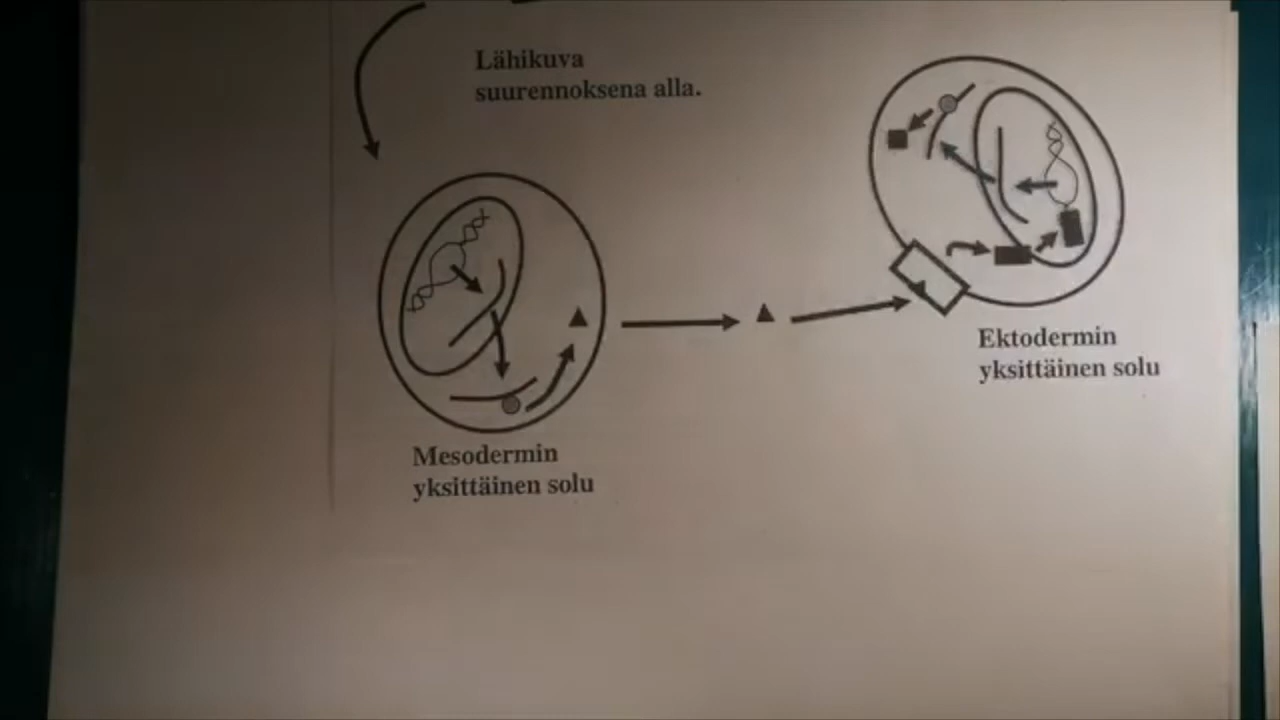 Lähikuva
suurennoksena alla.
Ektodermin
yksittäinen solu
Mesodermin
yksittäinen solu